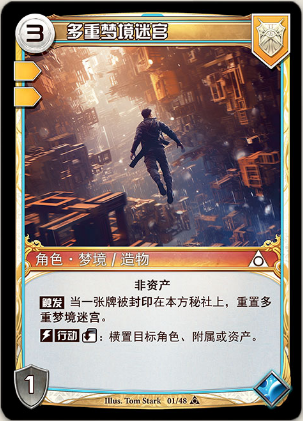 3
多重梦境迷宫
角色·梦境/造物
非资产
触发 当一张牌被封印在本方秘社上，重置多
重梦境迷宫。
行动 ：横置目标角色、附属或资产。
1
Illus. Tom Stark 01/48